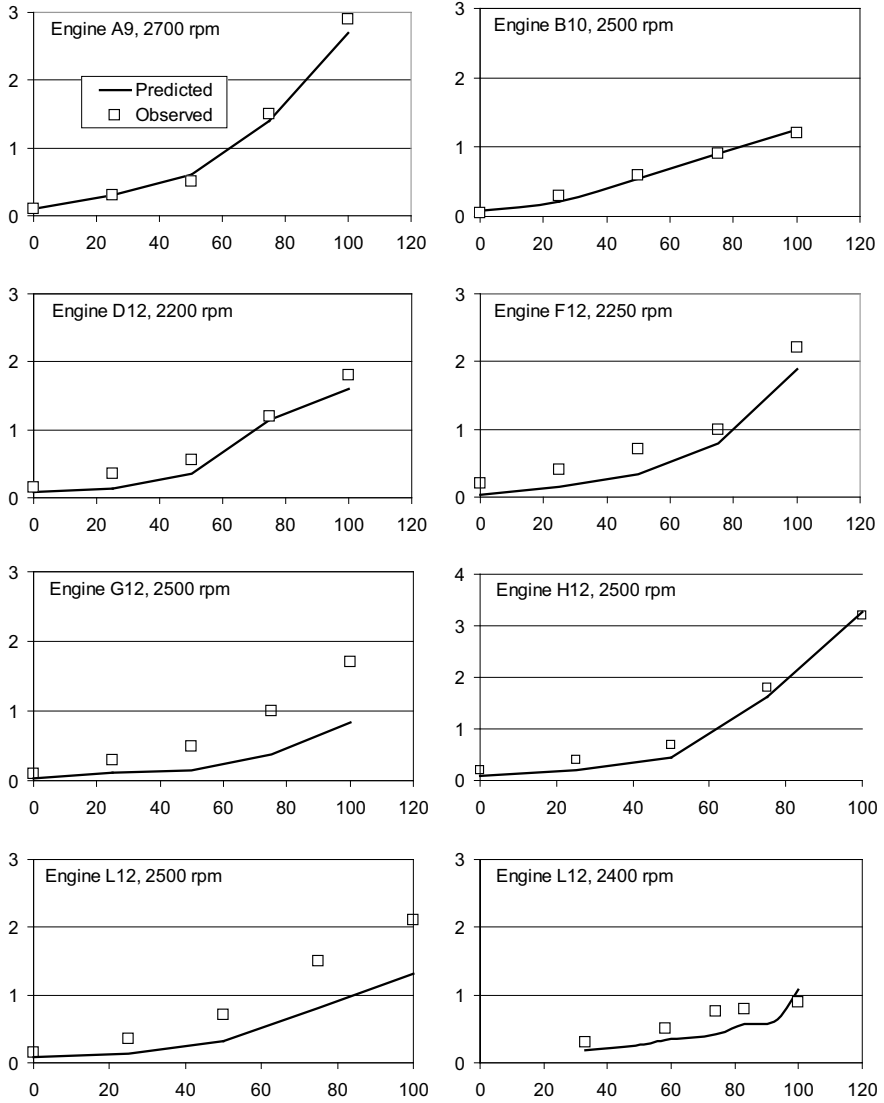 Engine A9, 2700 rpm
Predicted
Observed
3
2
1
0
0 20 40 60 80 100 120
Engine B10, 2500 rpm
3
2
1
0
0 20 40 60 80 100 120
Engine D12, 2200 rpm
3
2
1
0
0 20 40 60 80 100 120
Engine F12, 2250 rpm
3
2
1
0
0 20 40 60 80 100 120
Engine G12, 2500 rpm
3
2
1
0
0 20 40 60 80 100 120
Engine H12, 2500 rpm
4
3
2
1
0
0 20 40 60 80 100
Engine L12, 2500 rpm
3
2
1
0
0 20 40 60 80 100
Engine L12, 2400 rpm
3
2
1
0
0 20 40 60 80 100 120